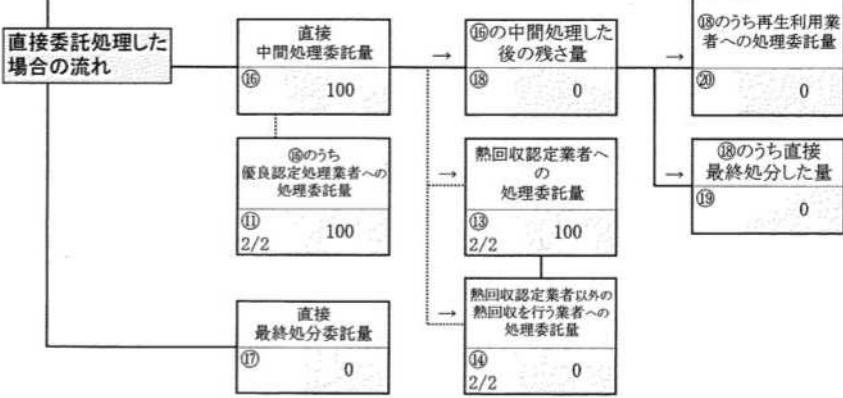 直接委託処理した
場合の流れ
直接
中間処理委託量
⑯
100
→
⑯の中間処理した
後の残さ量
⑱
0
→
⑱のうち再生利用業
者への処理委託量
⑳
0
⑯のうち
優良認定処理業者への
処理委託量
⑪
2/2
100
→
熱回収認定業者へ
の
処理委託量
⑬
2/2
100
→
⑱のうち直接
最終処分した量
⑲
0
直接
最終処分委託量
⑰
0
→
熱回収認定業者以外の
熱回収を行う業者への
処理委託量
⑭
2/2
0